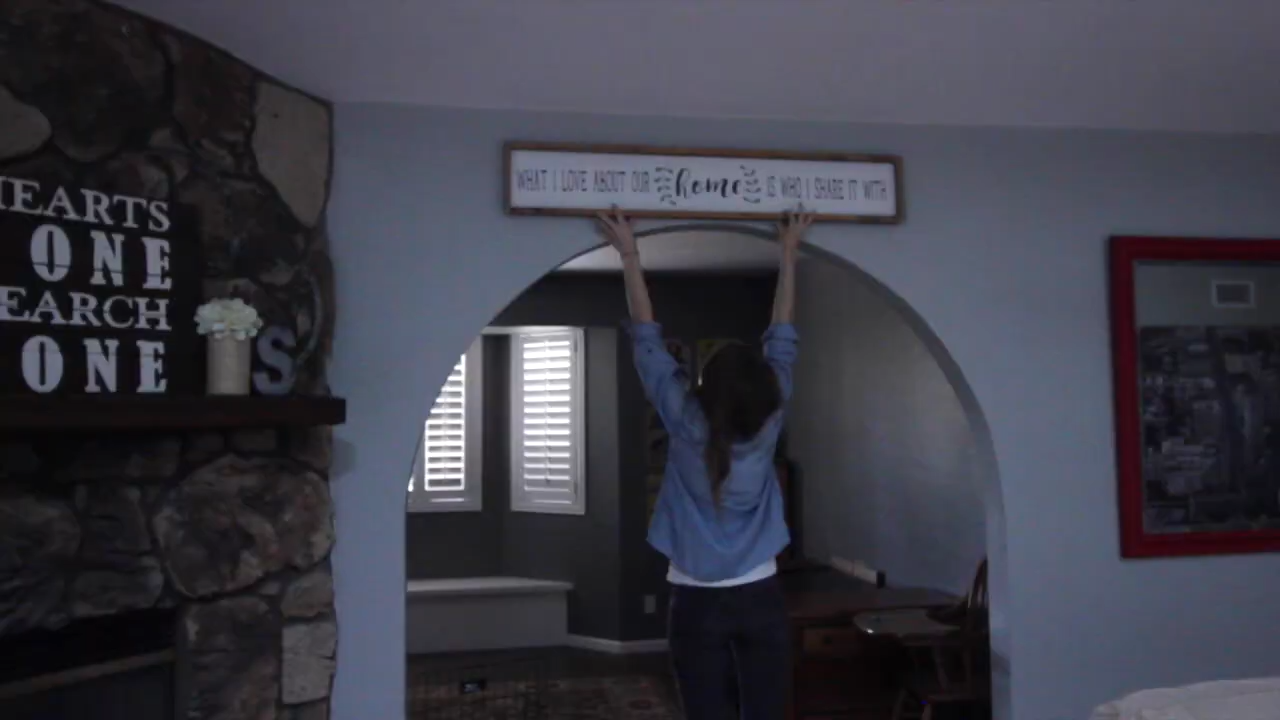 WHAT I LOVE ABOUT OUR home IS WHO I SHARE IT WITH
HEARTS
ONE
EARCH
ONE
S